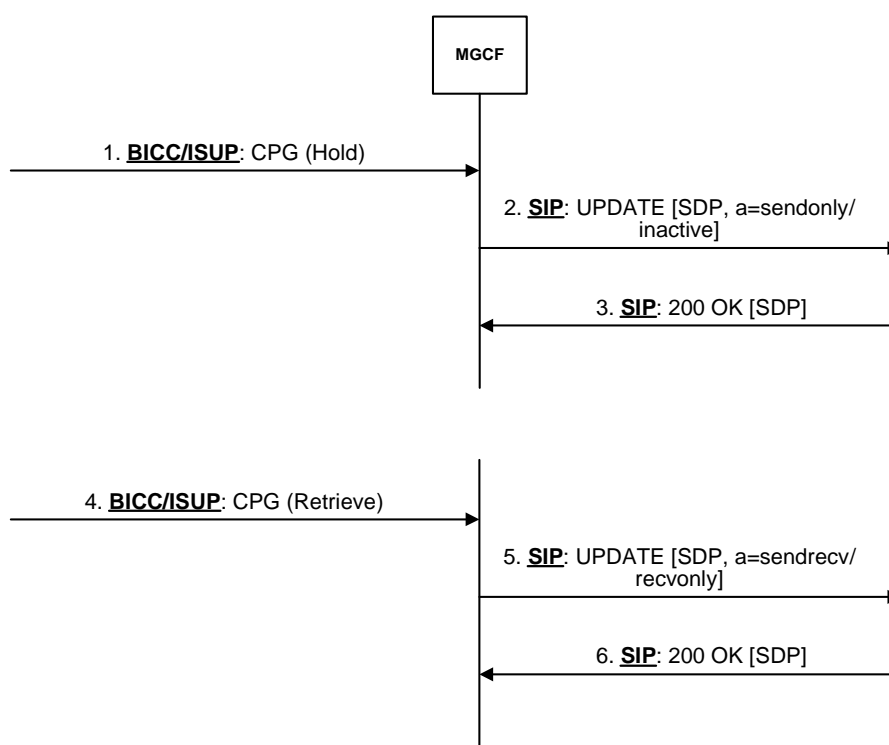 MGCF
1. BICC/ISUP: CPG (Hold)
2. SIP: UPDATE [SDP, a=sendonly/
inactive]
3. SIP: 200 OK [SDP]
4. BICC/ISUP: CPG (Retrieve)
5. SIP: UPDATE [SDP, a=sendrecv/
recvonly]
6. SIP: 200 OK [SDP]